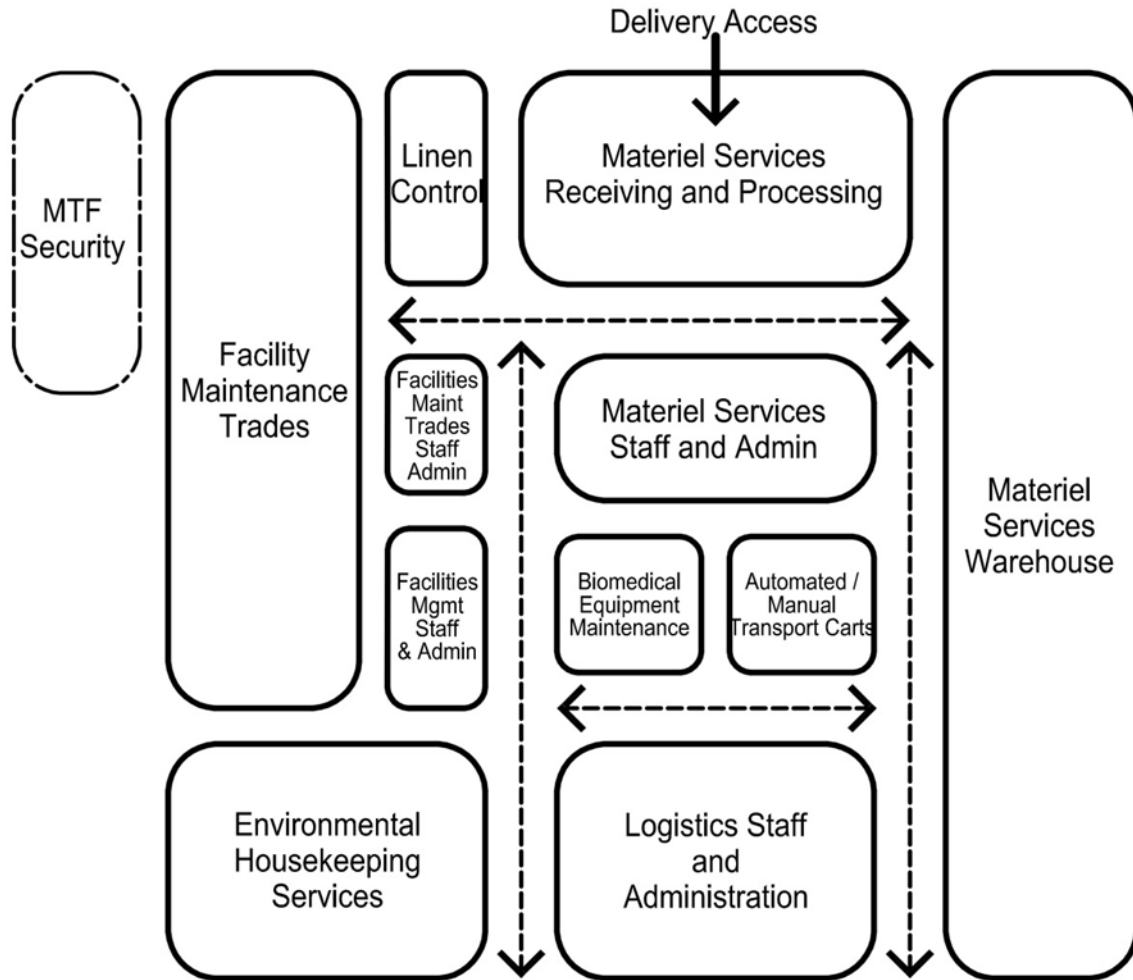 Delivery Access
MTF
Security
Facility
Maintenance
Trades
Linen
Control
Materiel Services
Receiving and Processing
Facilities
Maint
Trades
Staff
Admin
Materiel Services
Staff and Admin
Materiel
Services
Warehouse
Facilities
Mgmt
Staff
& Admin
Biomedical
Equipment
Maintenance
Automated /
Manual
Transport Carts
Environmental
Housekeeping
Services
Logistics Staff
and
Administration